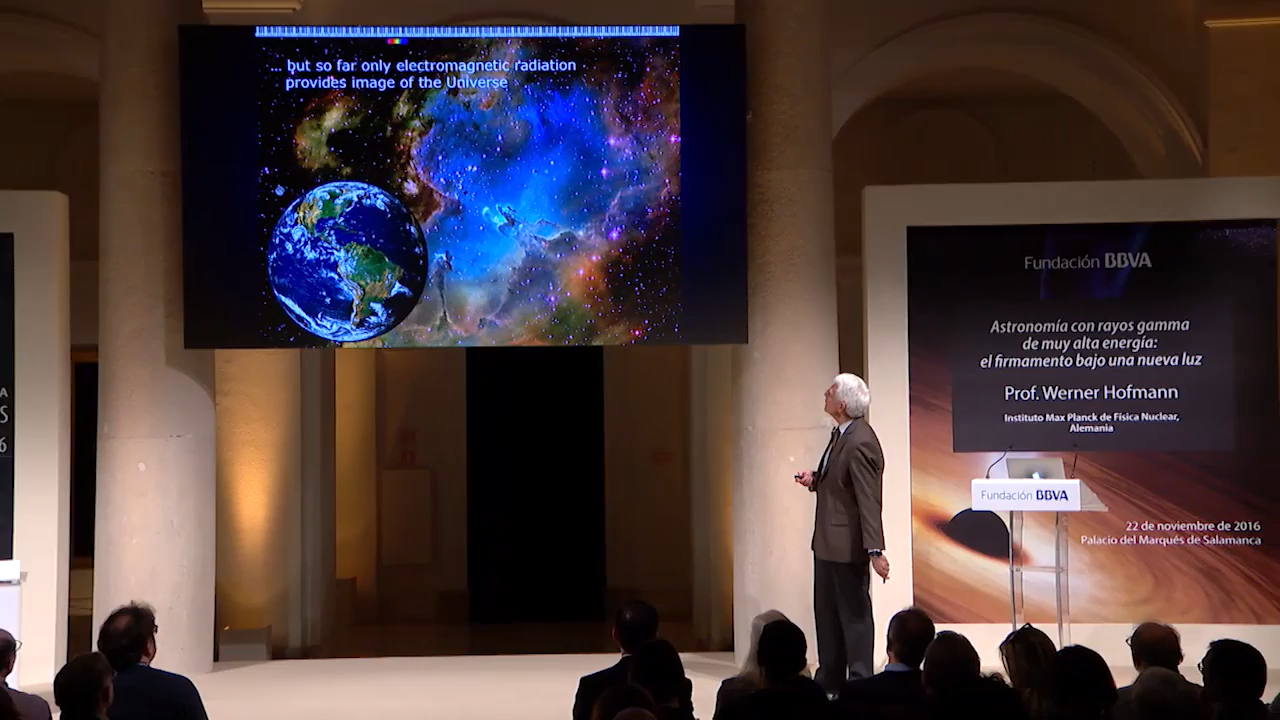 ... but so far only electromagnetic radiation
provides image of the Universe
Fundación BBVA
Astronomía con rayos gamma
de muy alta energía:
el firmamento bajo una nueva luz
Prof. Werner Hofmann
Instituto Max Planck de Física Nuclear,
Alemania
Fundación BBVA
22 de noviembre de 2016
Palacio del Marqués de Salamanca
A
S
6